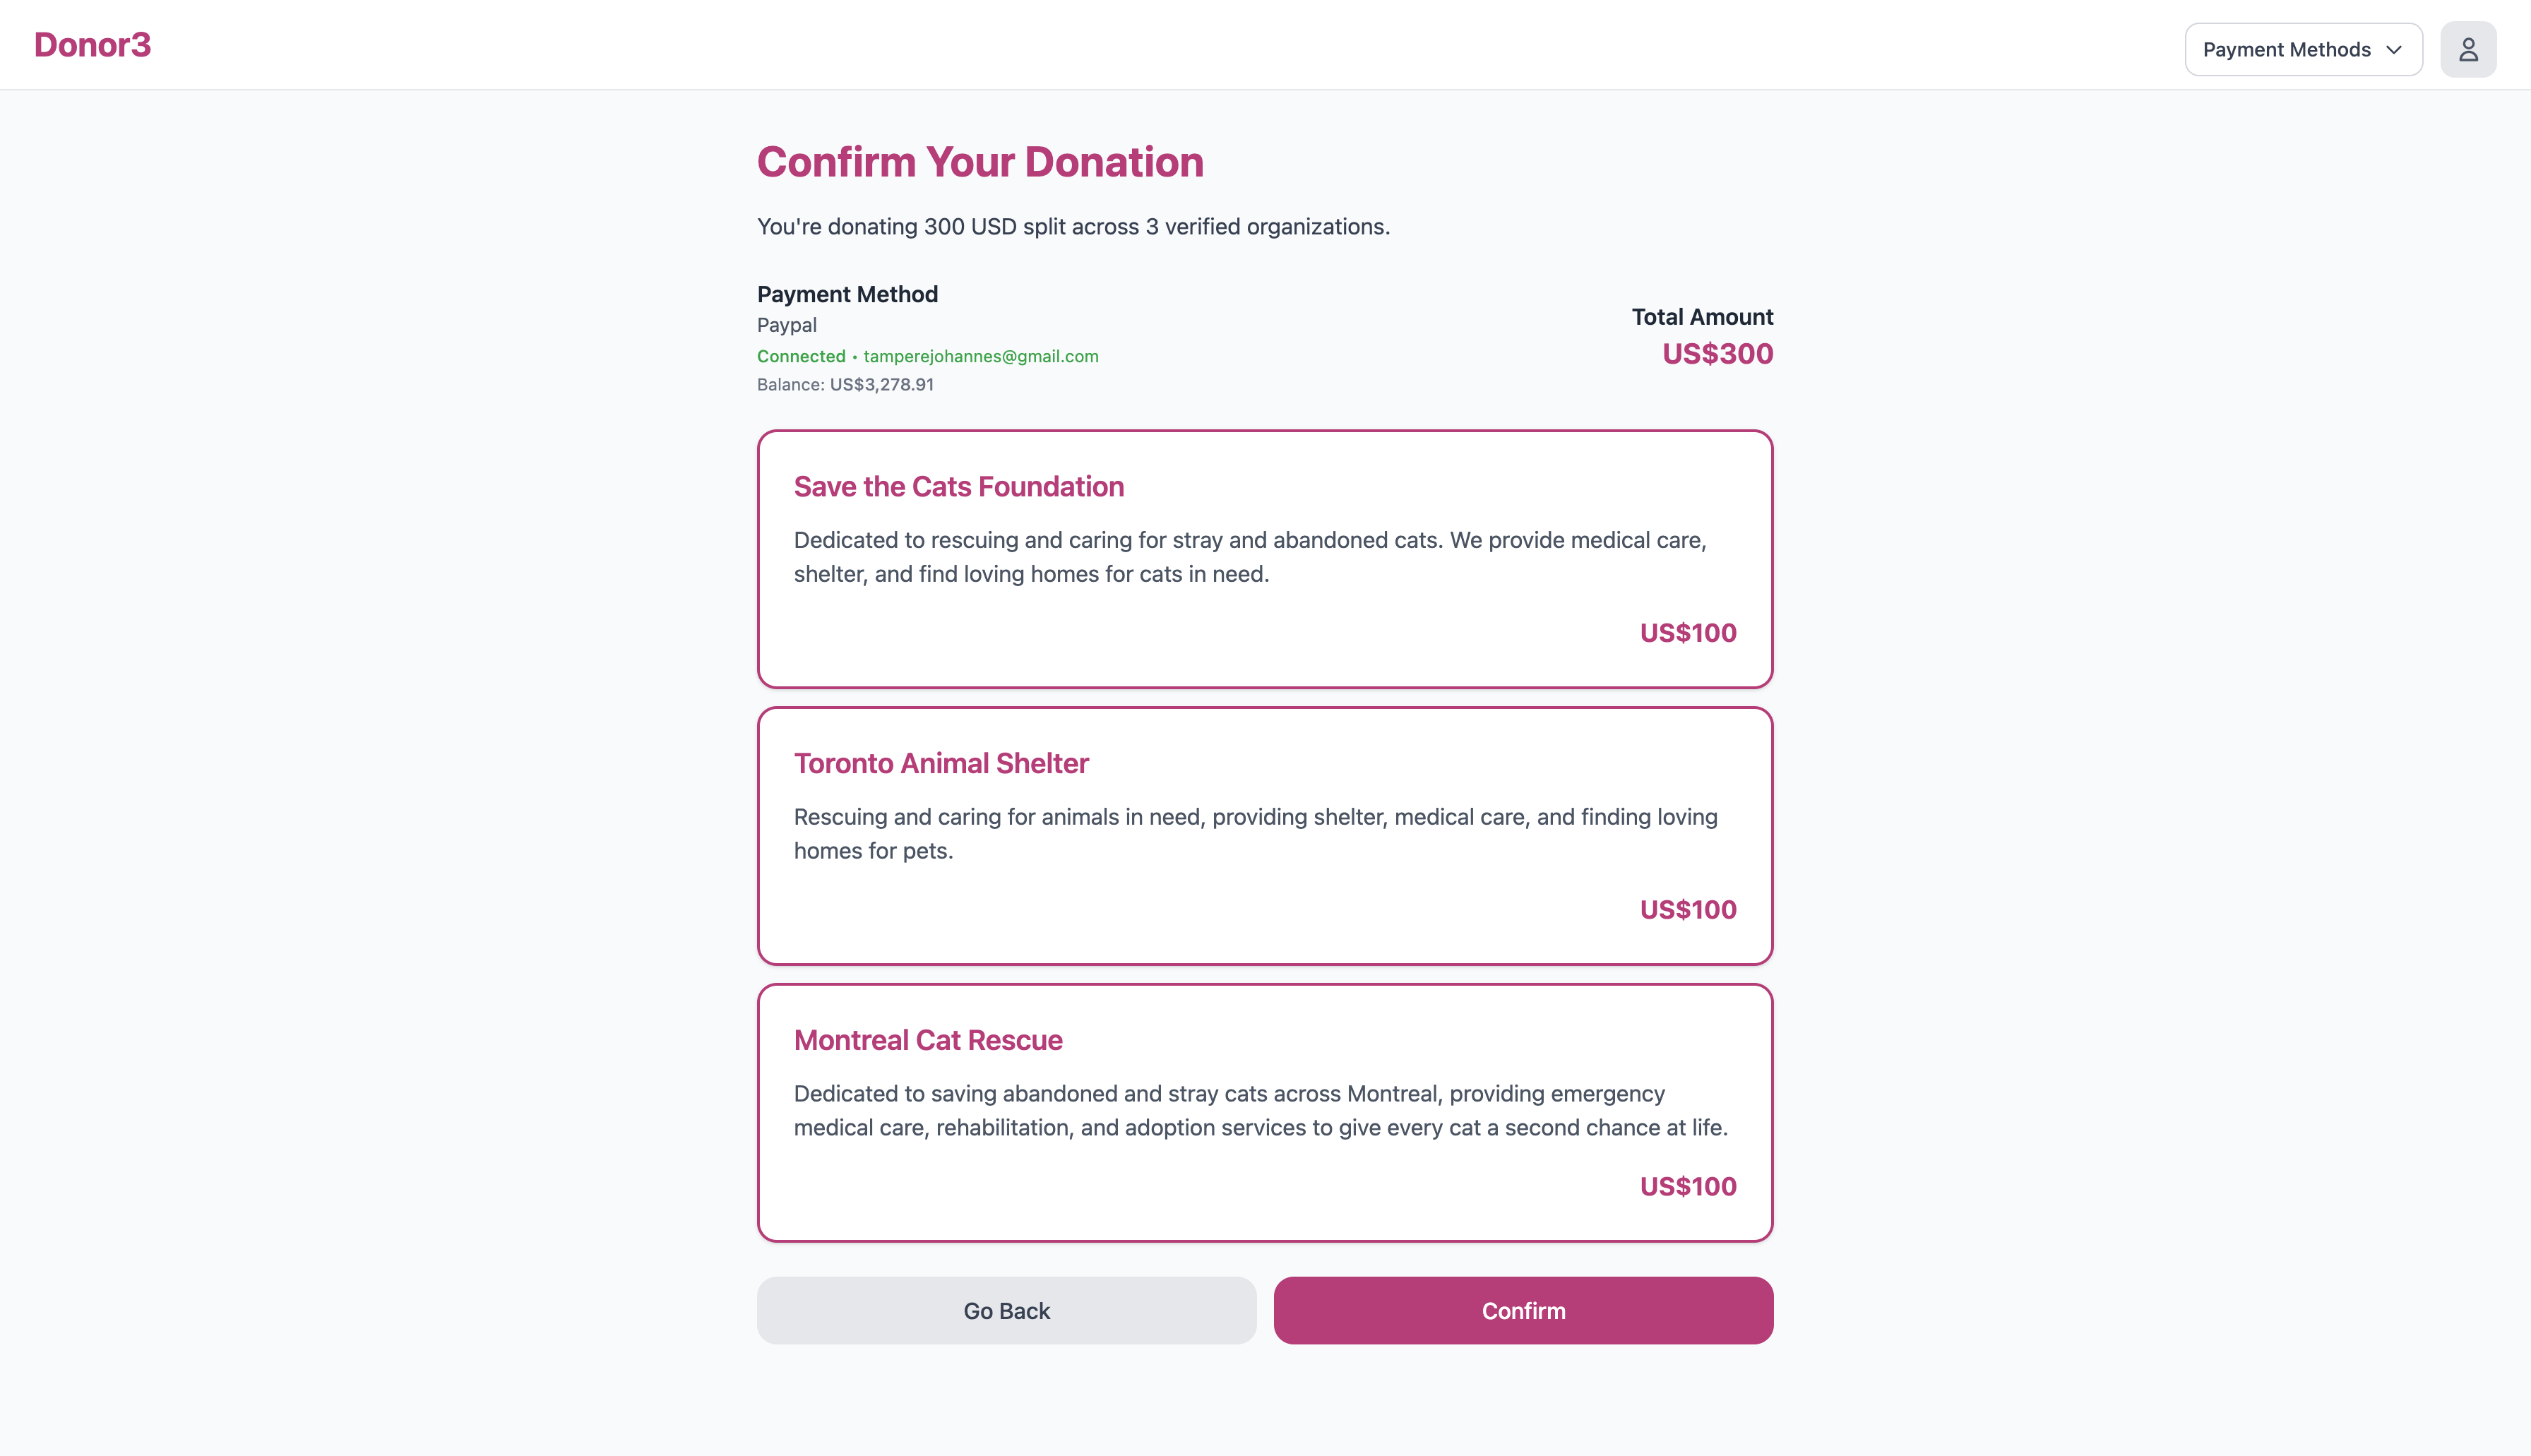 Donor3
Payment Methods
Confirm Your Donation
You're donating 300 USD split across 3 verified organizations.
Payment Method
Paypal
Connected • tamperejohannes@gmail.com
Balance: US$3,278.91
Total Amount
US$300
Save the Cats Foundation
Dedicated to rescuing and caring for stray and abandoned cats. We provide medical care,
shelter, and find loving homes for cats in need.
US$100
Toronto Animal Shelter
Rescuing and caring for animals in need, providing shelter, medical care, and finding loving
homes for pets.
US$100
Montreal Cat Rescue
Dedicated to saving abandoned and stray cats across Montreal, providing emergency
medical care, rehabilitation, and adoption services to give every cat a second chance at life.
US$100
Go Back
Confirm